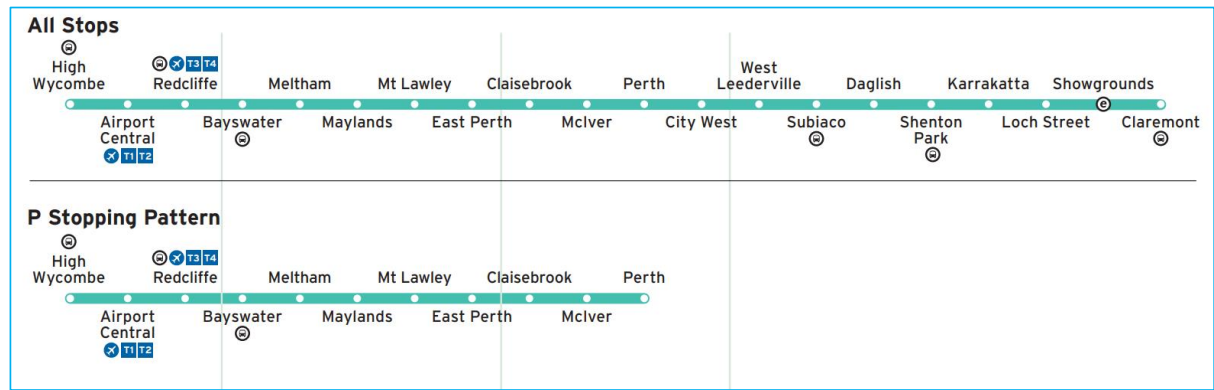 All Stops
High
Wycombe
T3 T4
Redcliffe
Meltham
Mt Lawley
Claisebrook
Perth
West
Leederville
Daglish
Karrakatta
Showgrounds
e
Airport
Central
T1 T2
Bayswater
Maylands
East Perth
McIver
City West
Subiaco
Shenton
Park
Loch Street
Claremont
P Stopping Pattern
High
Wycombe
T3 T4
Redcliffe
Meltham
Mt Lawley
Claisebrook
Perth
Airport
Central
T1 T2
Bayswater
Maylands
East Perth
McIver